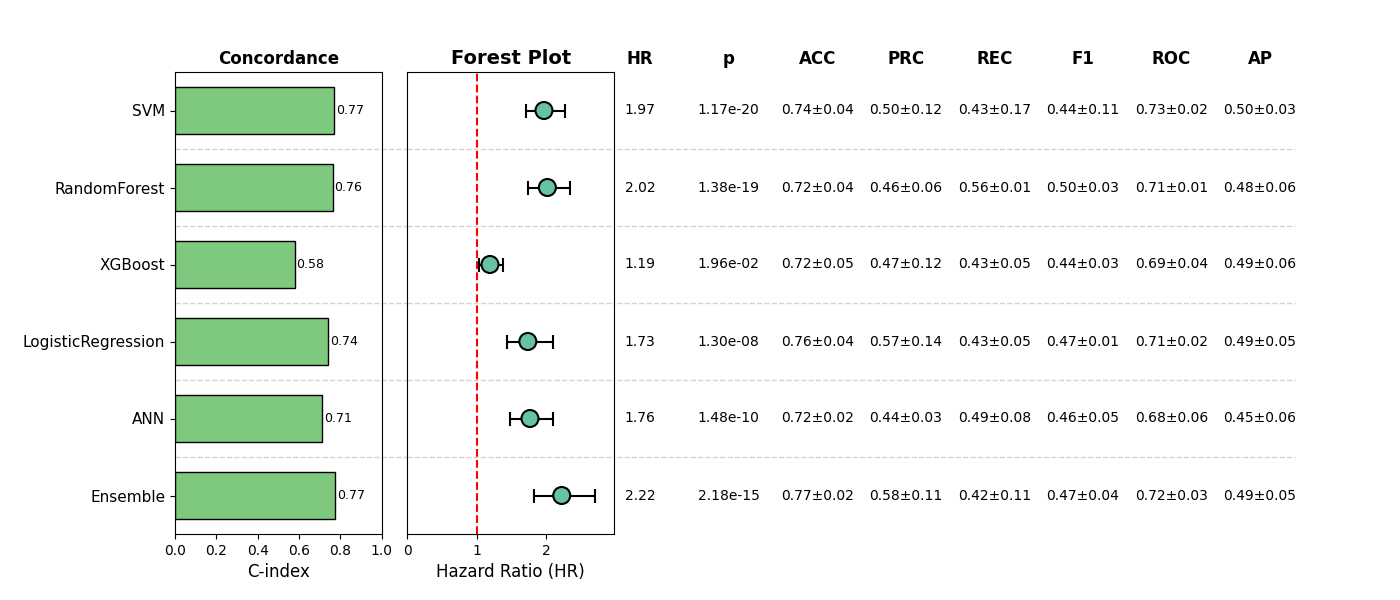 Concordance Forest Plot HR p ACC PRC REC F1 ROC AP
SVM 0.77 1.97 1.17e-20 0.74±0.04 0.50±0.12 0.43±0.17 0.44±0.11 0.73±0.02 0.50±0.03
RandomForest 0.76 2.02 1.38e-19 0.72±0.04 0.46±0.06 0.56±0.01 0.50±0.03 0.71±0.01 0.48±0.06
XGBoost 0.58 1.19 1.96e-02 0.72±0.05 0.47±0.12 0.43±0.05 0.44±0.03 0.69±0.04 0.49±0.06
LogisticRegression 0.74 1.73 1.30e-08 0.76±0.04 0.57±0.14 0.43±0.05 0.47±0.01 0.71±0.02 0.49±0.05
ANN 0.71 1.76 1.48e-10 0.72±0.02 0.44±0.03 0.49±0.08 0.46±0.05 0.68±0.06 0.45±0.06
Ensemble 0.77 2.22 2.18e-15 0.77±0.02 0.58±0.11 0.42±0.11 0.47±0.04 0.72±0.03 0.49±0.05
0.0 0.2 0.4 0.6 0.8 1.0 0 1 2
C-index Hazard Ratio (HR)